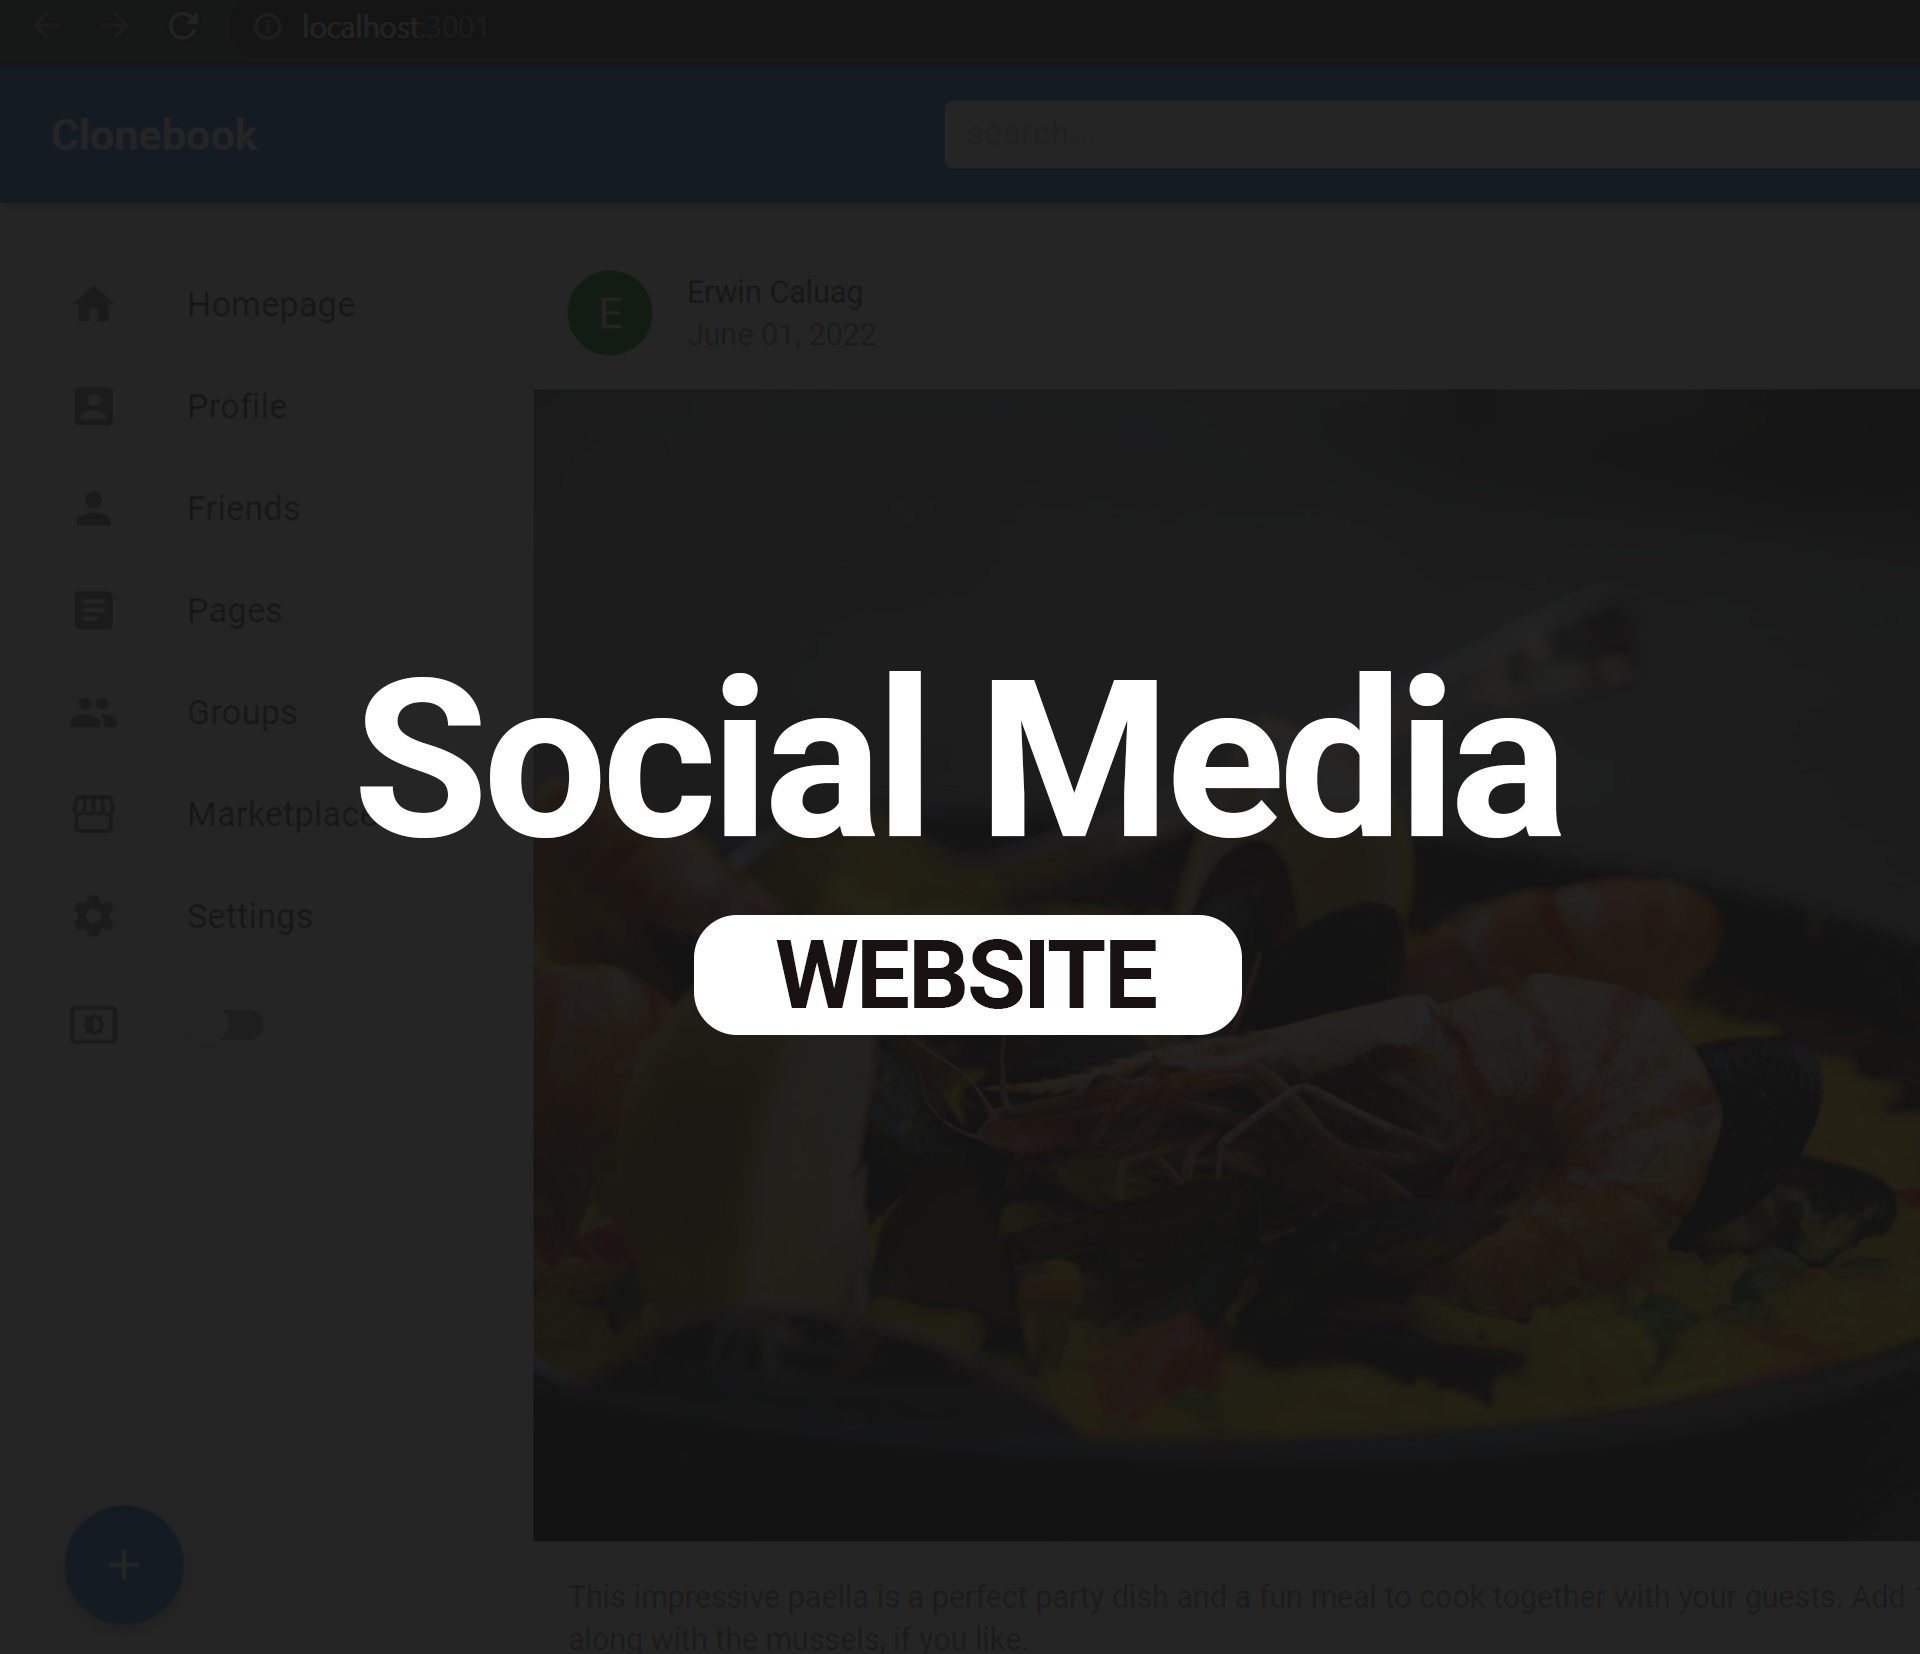 localhost:3001
Clonebook
search...
Homepage
Profile
Friends
Pages
Groups
Marketplace
Settings
E
Erwin Caluag
June 01, 2022
Social Media
WEBSITE
This impressive paella is a perfect party dish and a fun meal to cook together with your guests. Add
along with the mussels, if you like.